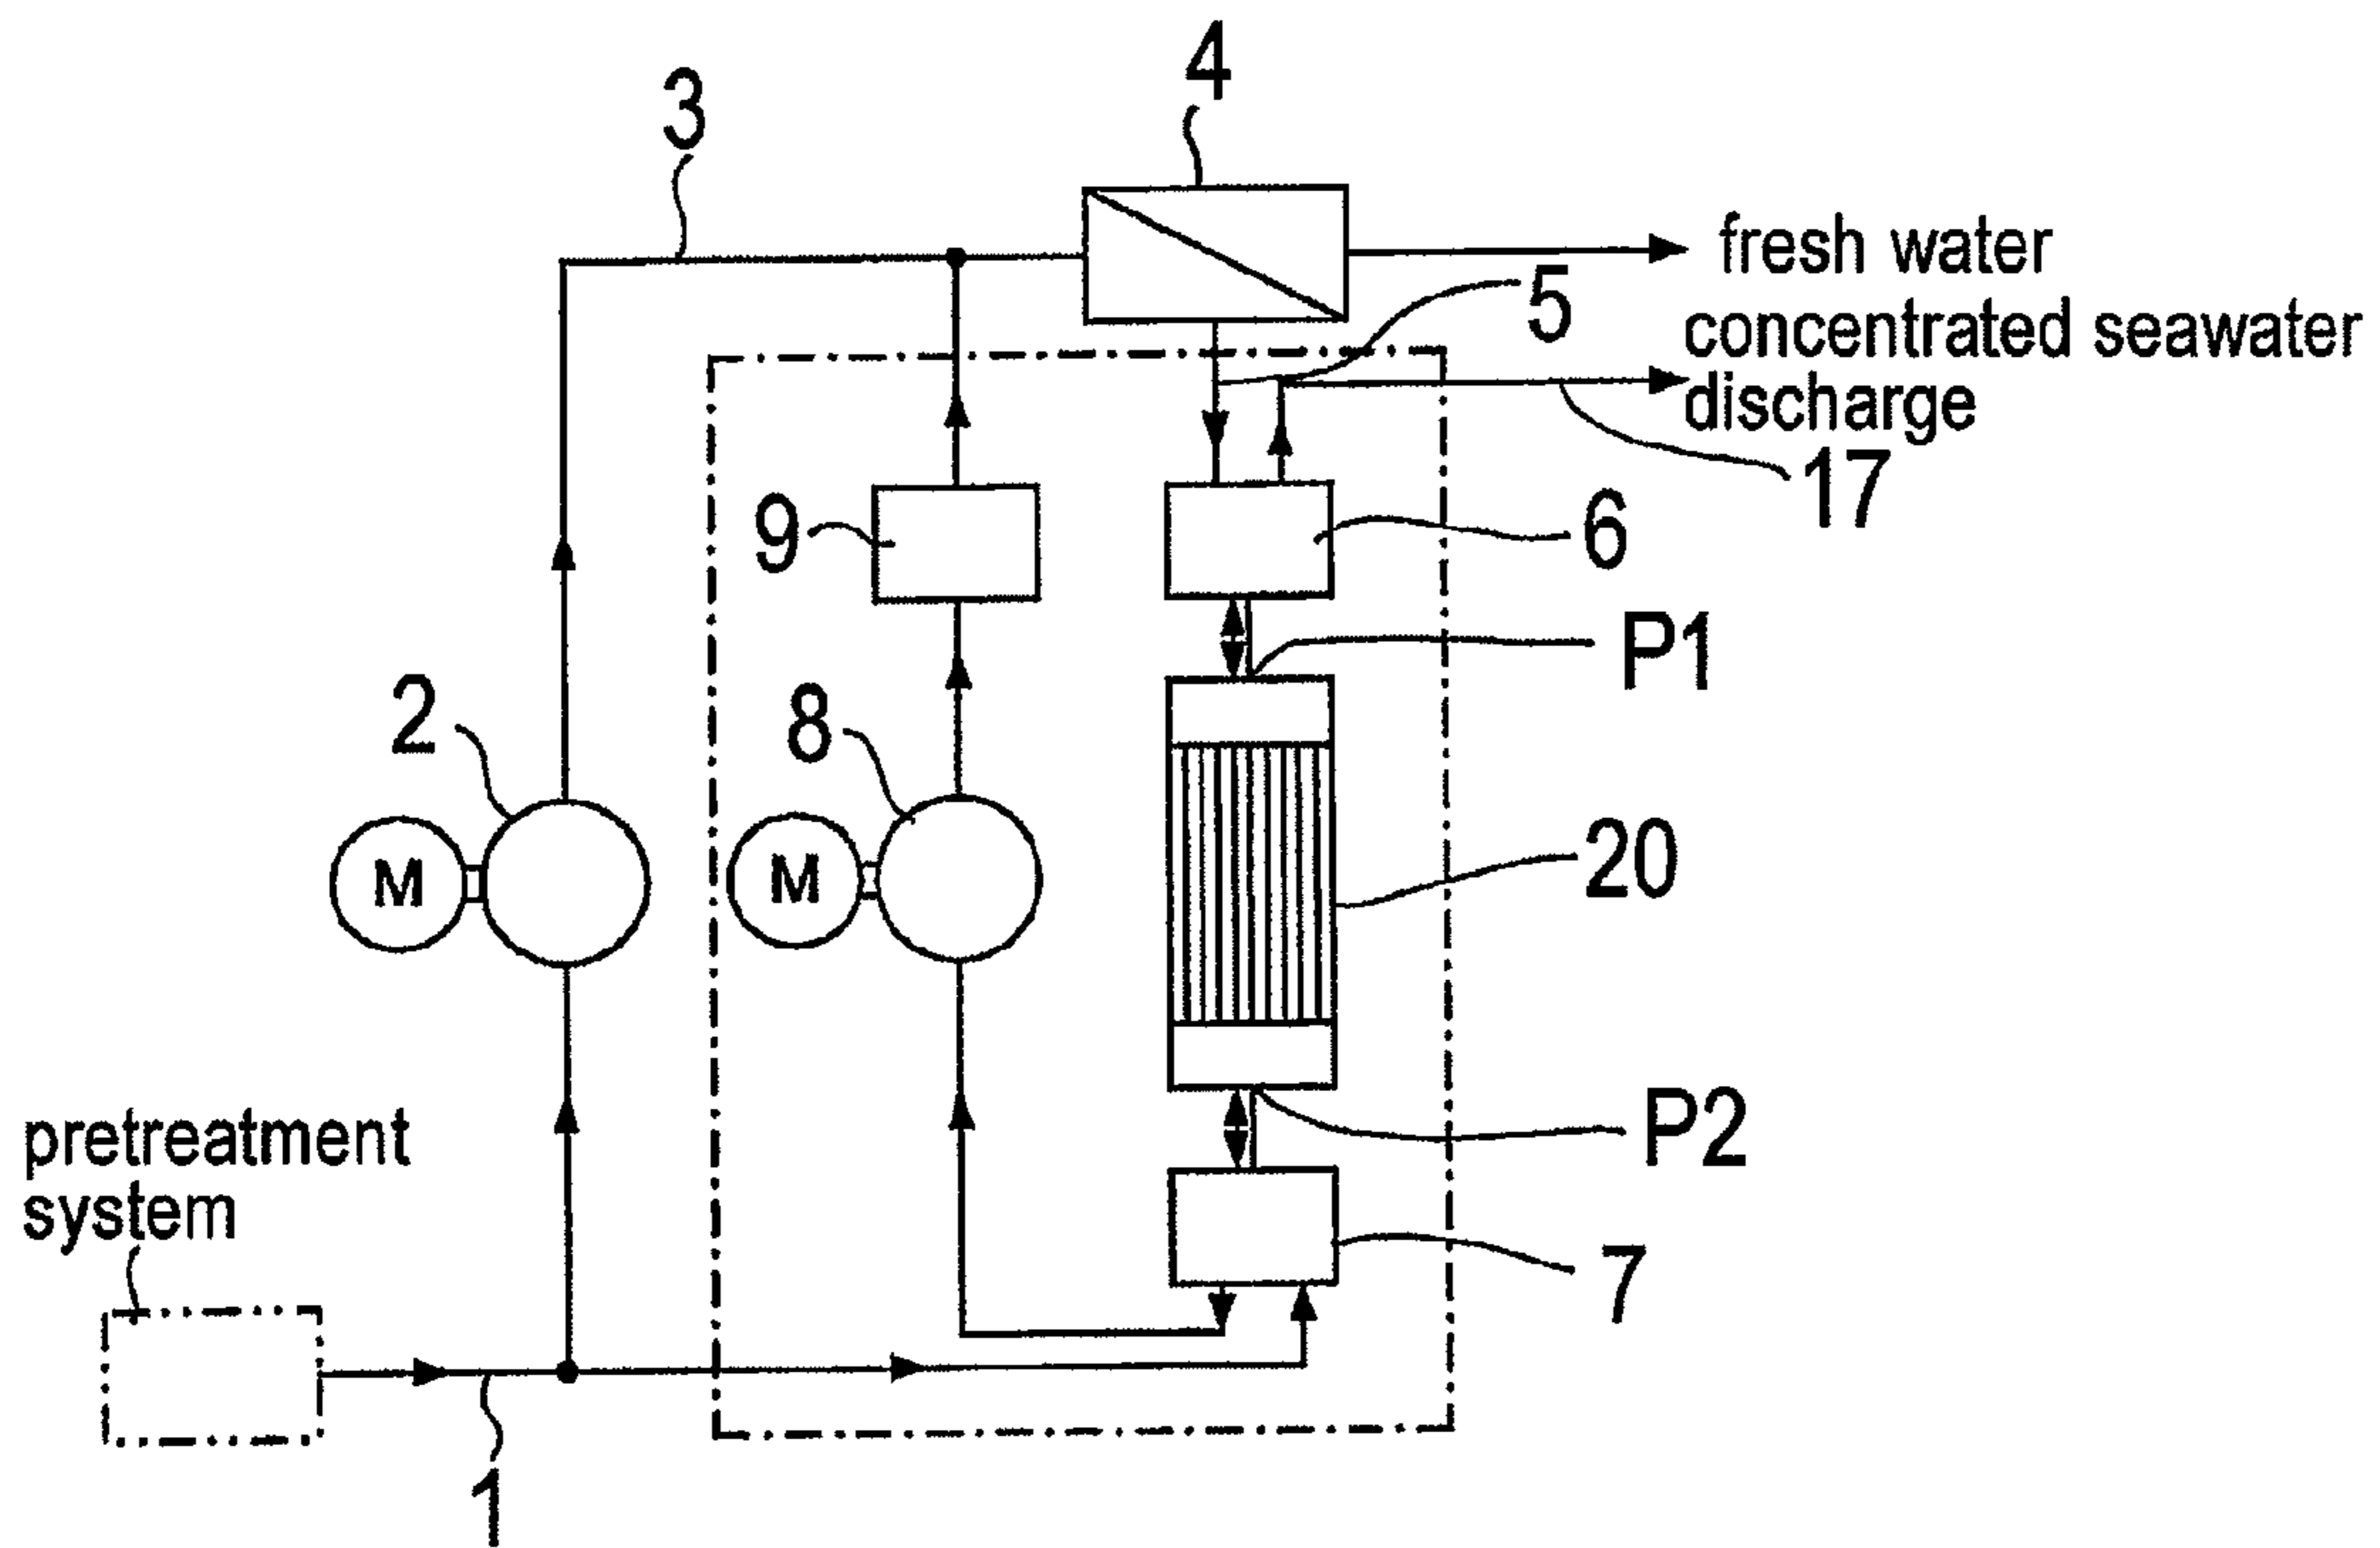 4
3
fresh water
5
concentrated seawater
discharge
17
9
6
P1
2
8
M
M
20
P2
pretreatment
system
7
1